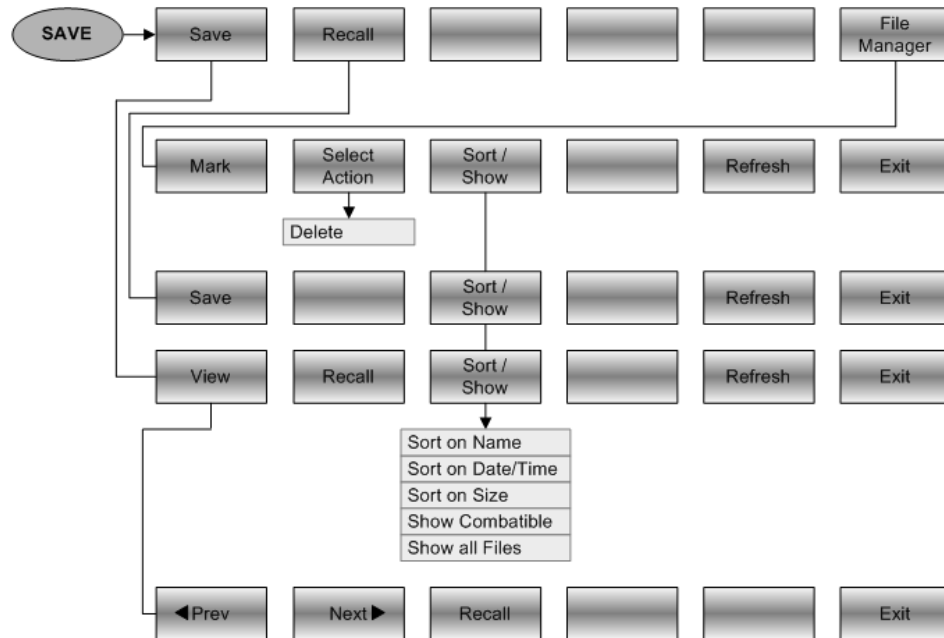 SAVE
Save
Recall
File
Manager
Mark
Select
Action
Sort /
Show
Refresh
Exit
Delete
Save
Sort /
Show
Refresh
Exit
View
Recall
Sort /
Show
Refresh
Exit
Sort on Name
Sort on Date/Time
Sort on Size
Show Combatible
Show all Files
◀Prev
Next▶
Recall
Exit